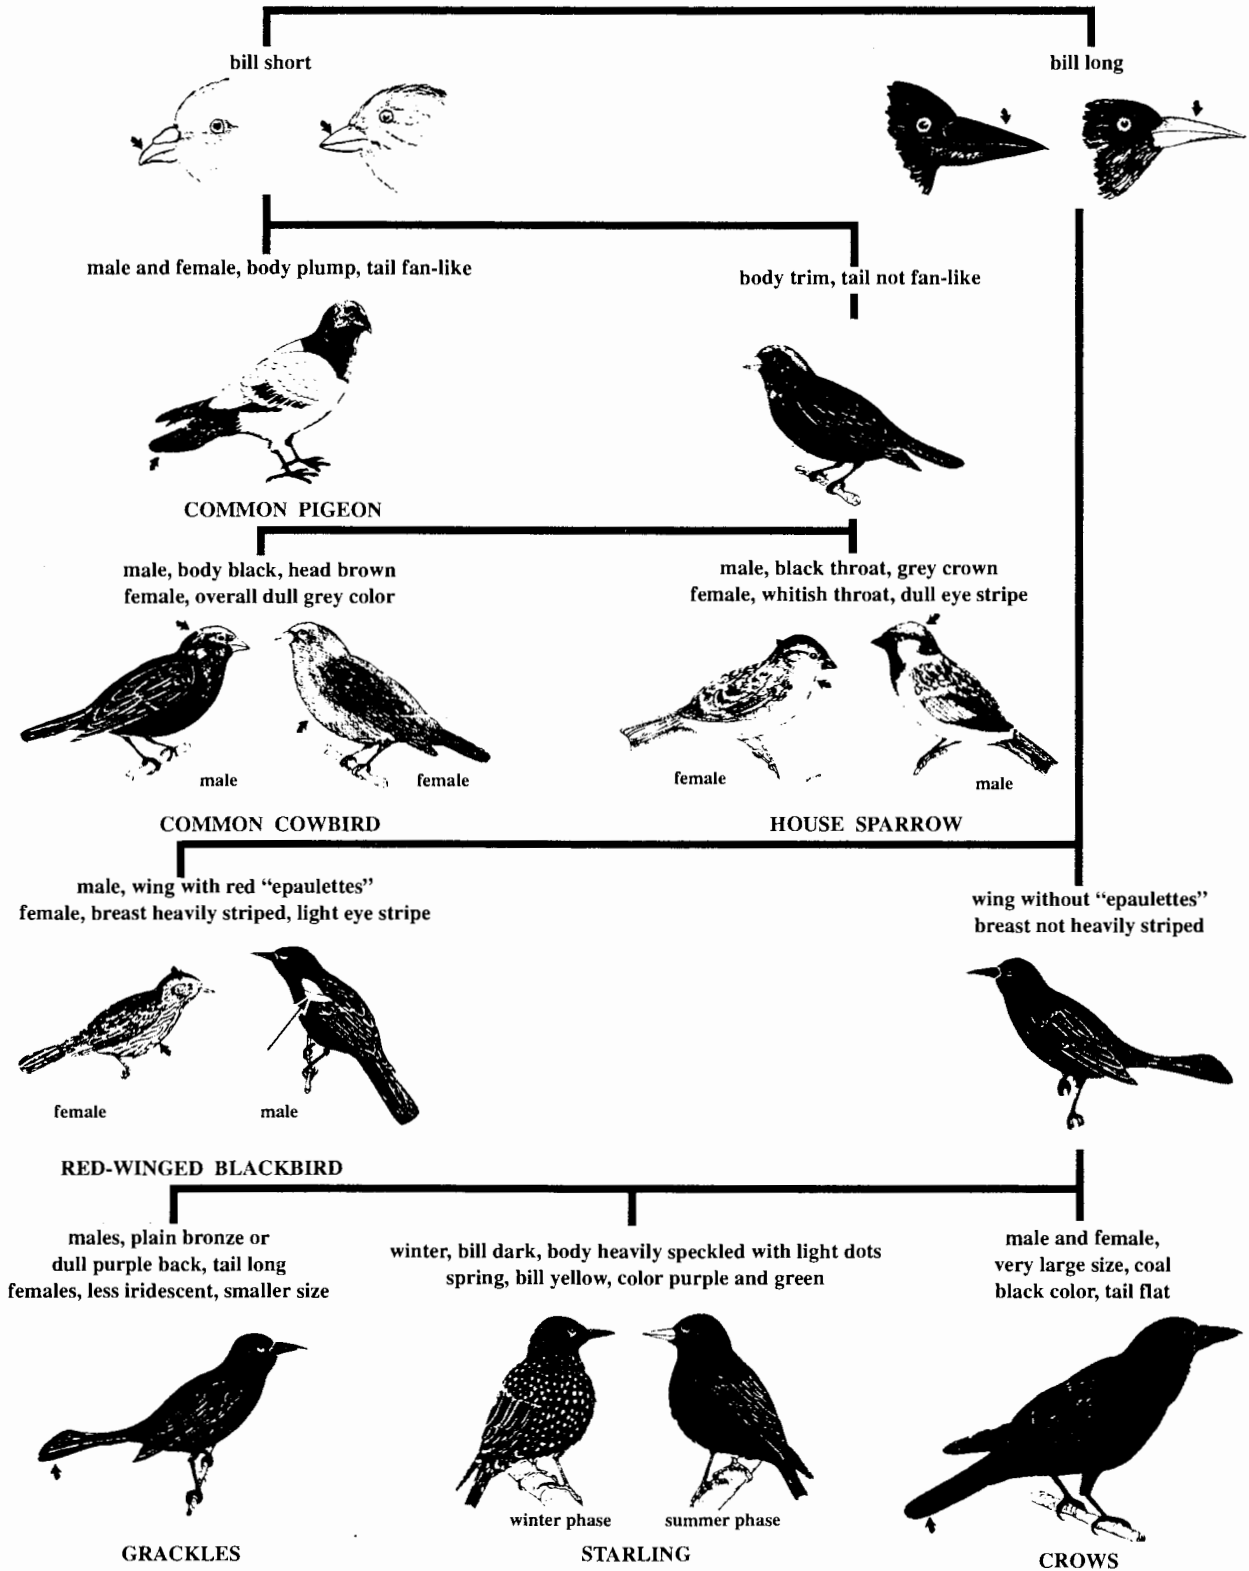 bill short
bill long
male and female, body plump, tail fan-like
body trim, tail not fan-like
COMMON PIGEON
male, body black, head brown
female, overall dull grey color
male, black throat, grey crown
female, whitish throat, dull eye stripe
male
female
female
male
COMMON COWBIRD
HOUSE SPARROW
male, wing with red “epaulettes”
female, breast heavily striped, light eye stripe
wing without “epaulettes”
breast not heavily striped
female
male
RED-WINGED BLACKBIRD
males, plain bronze or
dull purple back, tail long
females, less iridescent, smaller size
winter, bill dark, body heavily speckled with light dots
spring, bill yellow, color purple and green
male and female,
very large size, coal
black color, tail flat
winter phase
summer phase
GRACKLES
STARLING
CROWS